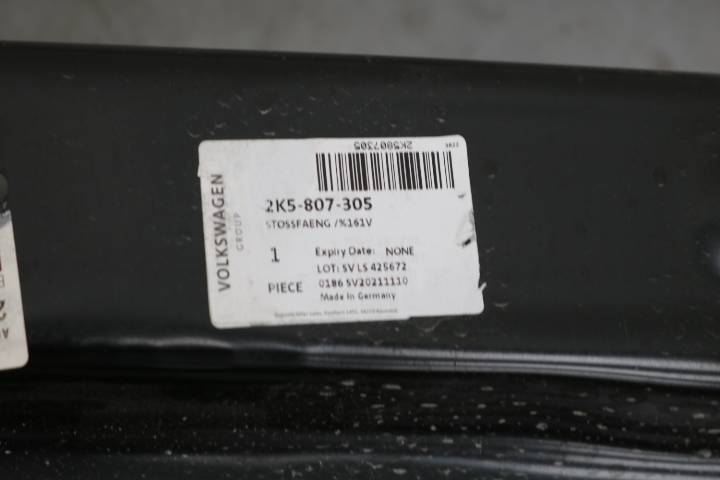 2K5807305
VOLKSWAGEN
GROUP
2K5-807-305
STOSSFAENG /%161V
1
Expiry Date: NONE
LOT: SV LS 425672
PIECE
0186 SV20211110
Made in Germany